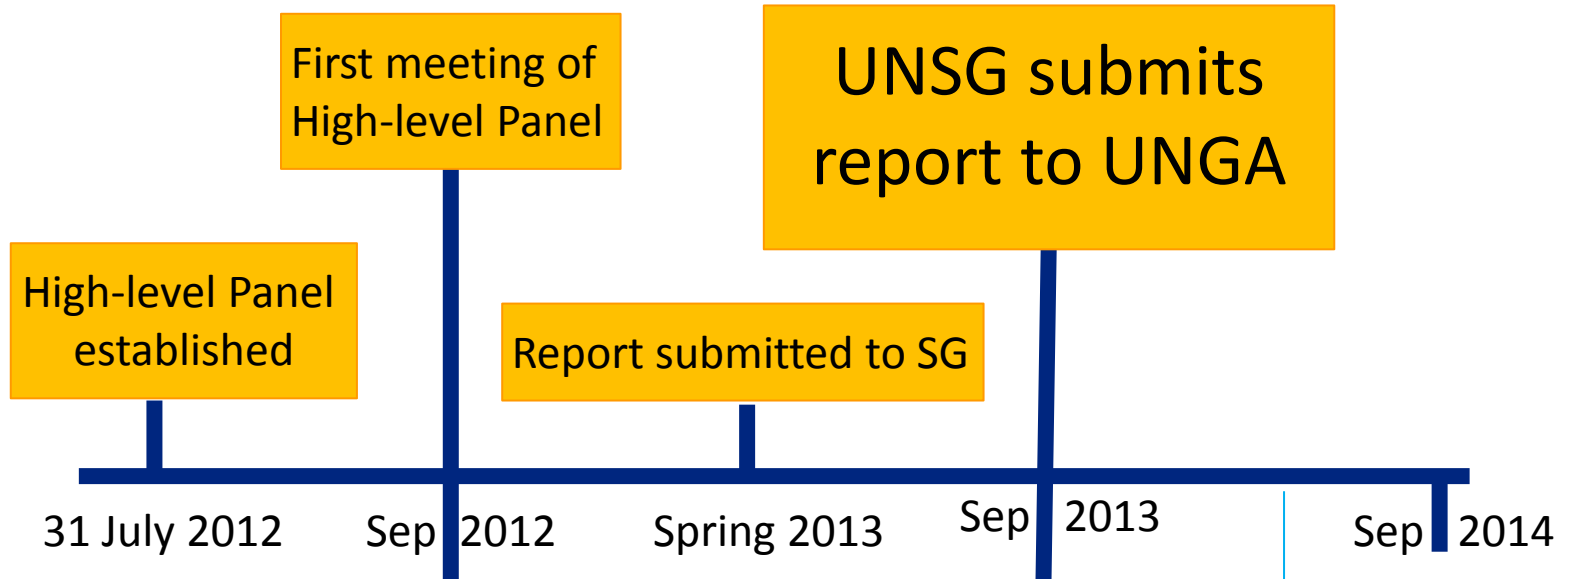 First meeting of
High-level Panel
UNSG submits
report to UNGA
High-level Panel
established
Report submitted to SG
31 July 2012
Sep 2012
Spring 2013
Sep 2013
Sep 2014